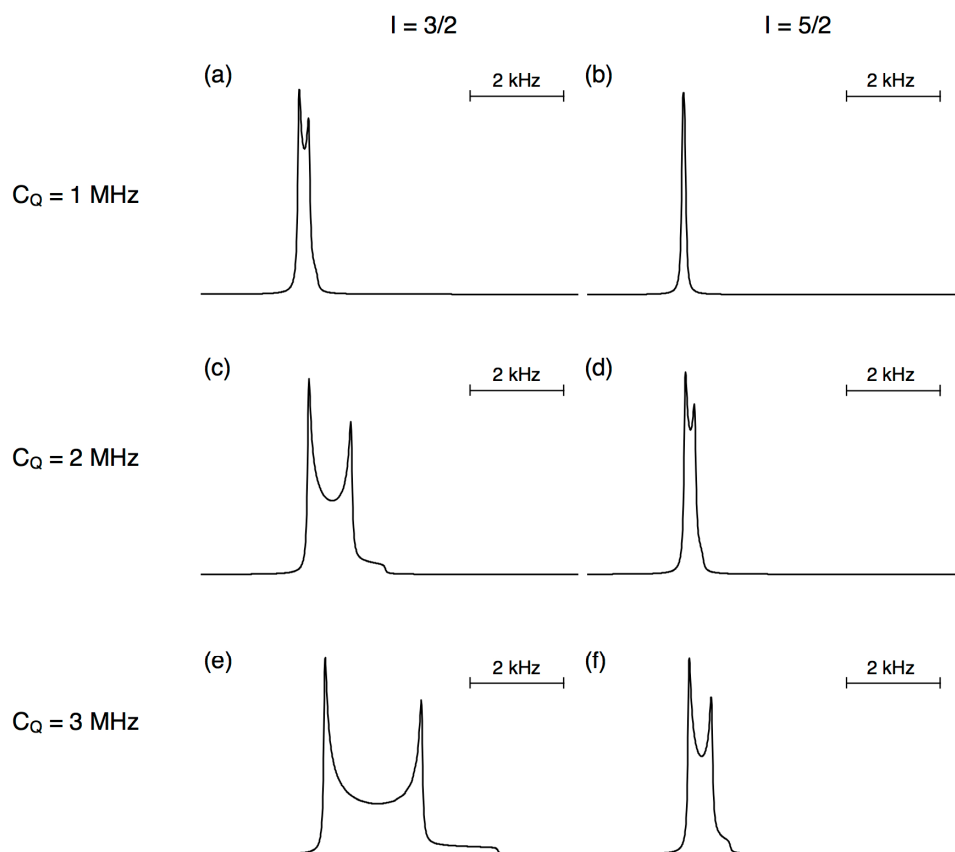 I = 3/2 I = 5/2
(a) 2 kHz (b) 2 kHz
CQ = 1 MHz
(c) 2 kHz (d) 2 kHz
CQ = 2 MHz
(e) 2 kHz (f) 2 kHz
CQ = 3 MHz